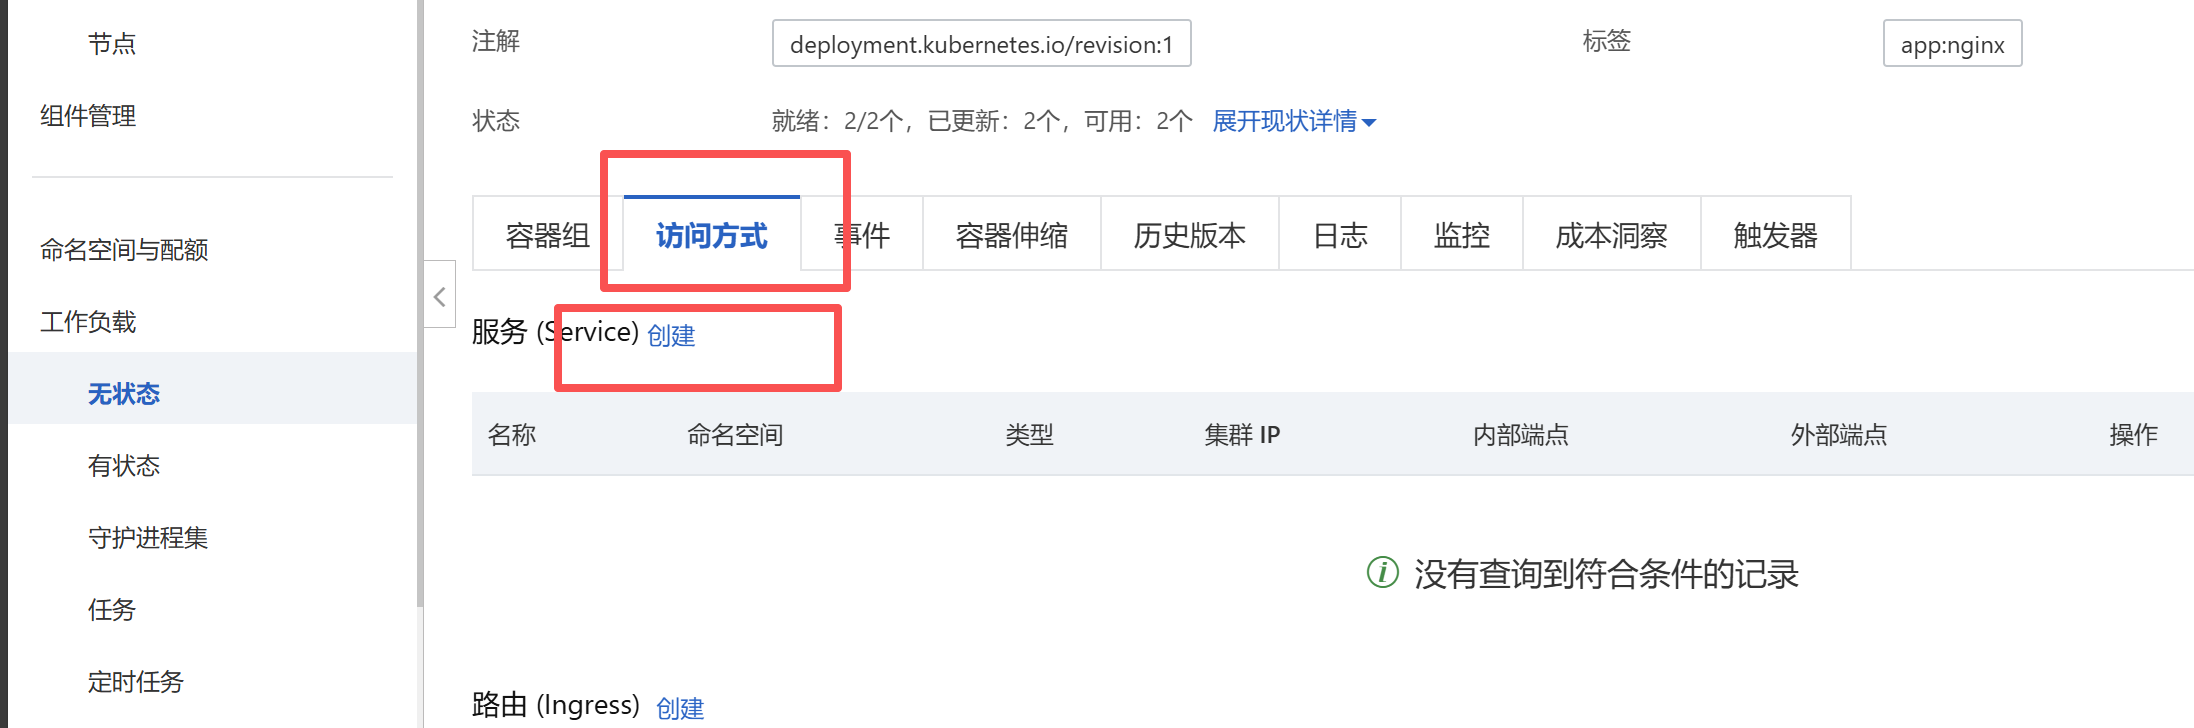 节点
组件管理
命名空间与配额
工作负载
无状态
有状态
守护进程集
任务
定时任务
注解 deployment.kubernetes.io/revision:1 标签 app:nginx
状态 就绪：2/2个，已更新：2个，可用：2个 展开现状详情
容器组 访问方式 事件 容器伸缩 历史版本 日志 监控 成本洞察 触发器
服务 (Service) 创建
名称 命名空间 类型 集群 IP 内部端点 外部端点 操作
没有查询到符合条件的记录
路由 (Ingress) 创建